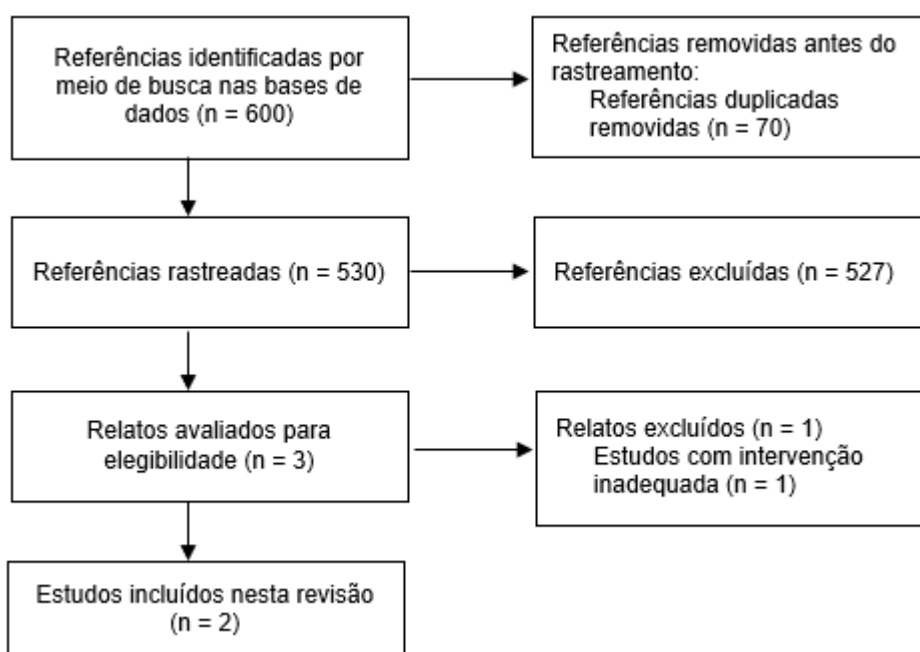 Referências identificadas por
meio de busca nas bases de
dados (n = 600)
Referências removidas antes do
rastreamento:
Referências duplicadas
removidas (n = 70)
Referências rastreadas (n = 530)
Referências excluídas (n = 527)
Relatos avaliados para
elegibilidade (n = 3)
Relatos excluídos (n = 1)
Estudos com intervenção
inadequada (n = 1)
Estudos incluídos nesta revisão
(n = 2)